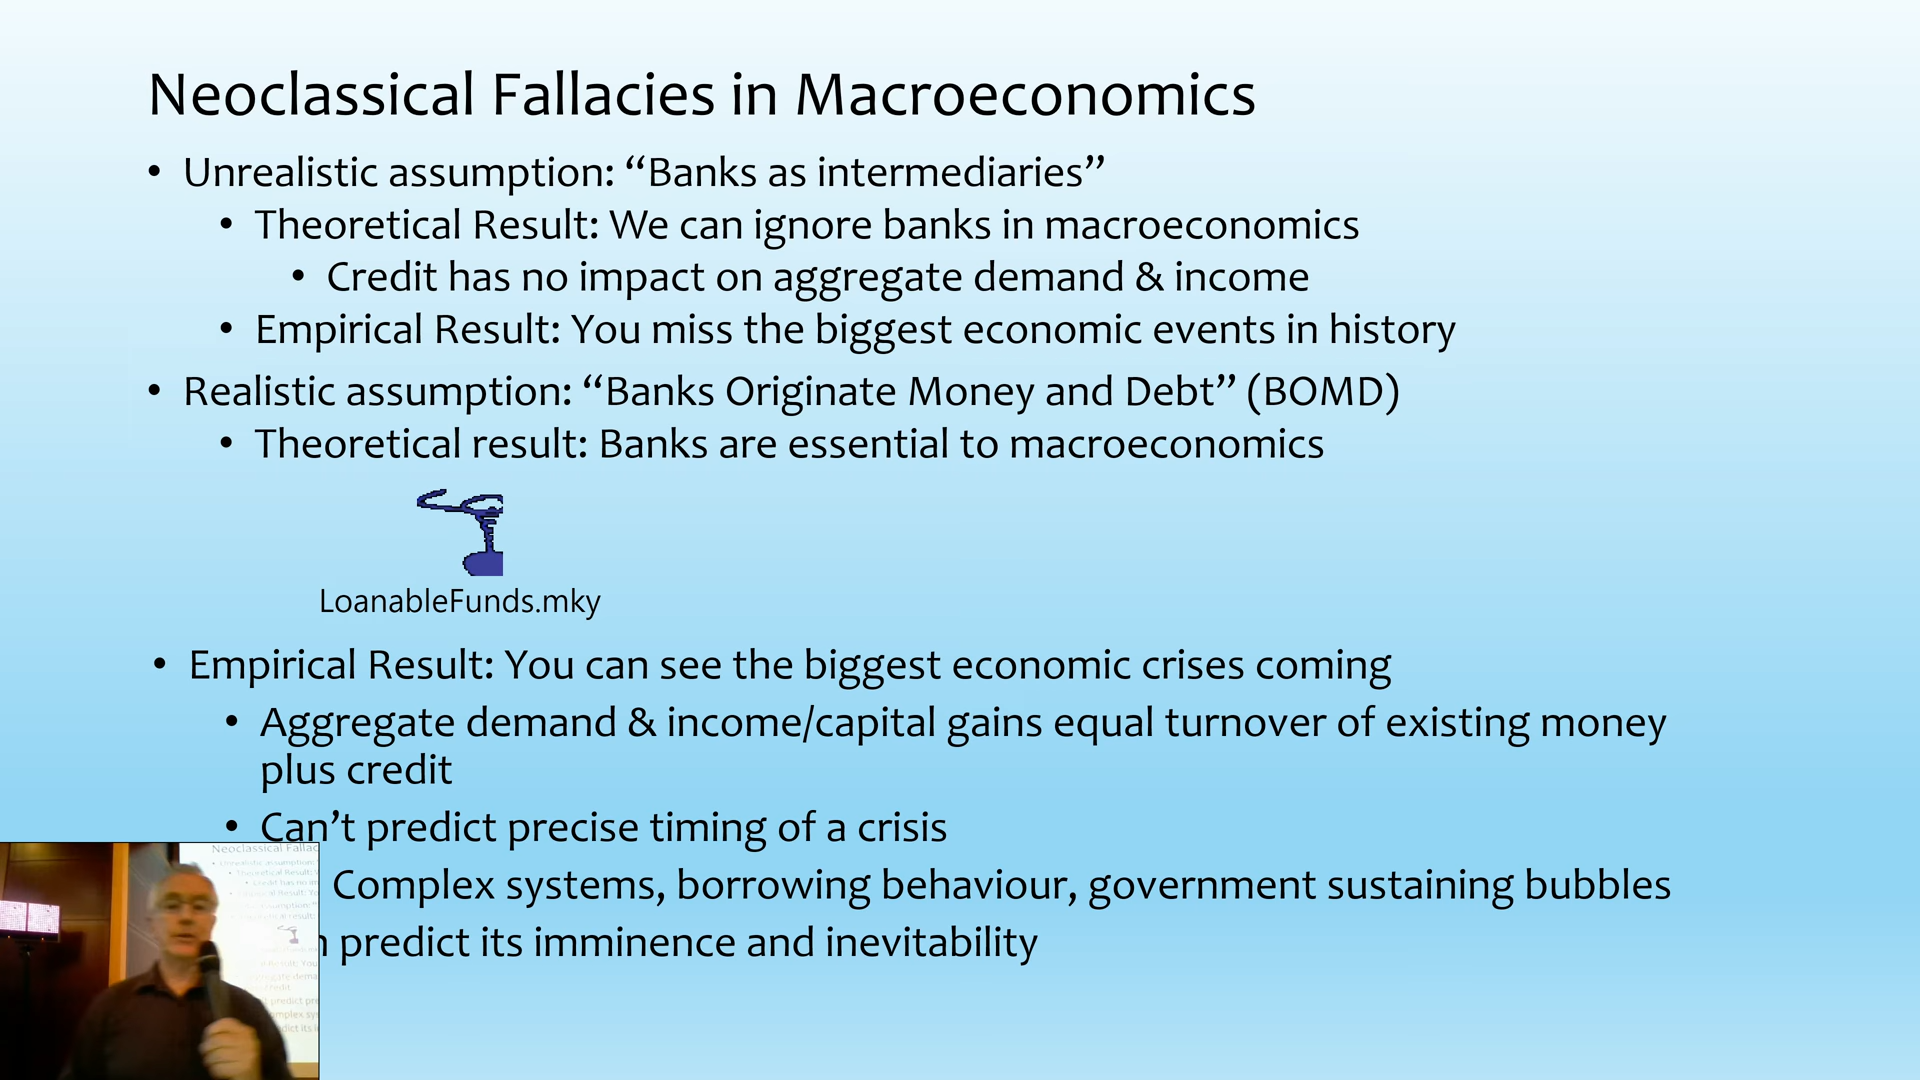 Neoclassical Fallacies in Macroeconomics
• Unrealistic assumption: “Banks as intermediaries”
• Theoretical Result: We can ignore banks in macroeconomics
• Credit has no impact on aggregate demand & income
• Empirical Result: You miss the biggest economic events in history
• Realistic assumption: “Banks Originate Money and Debt” (BOMD)
• Theoretical result: Banks are essential to macroeconomics
LoanableFunds.mky
• Empirical Result: You can see the biggest economic crises coming
• Aggregate demand & income/capital gains equal turnover of existing money
plus credit
• Can’t predict precise timing of a crisis
Complex systems, borrowing behaviour, government sustaining bubbles
predict its imminence and inevitability
Neoclassical Fallac